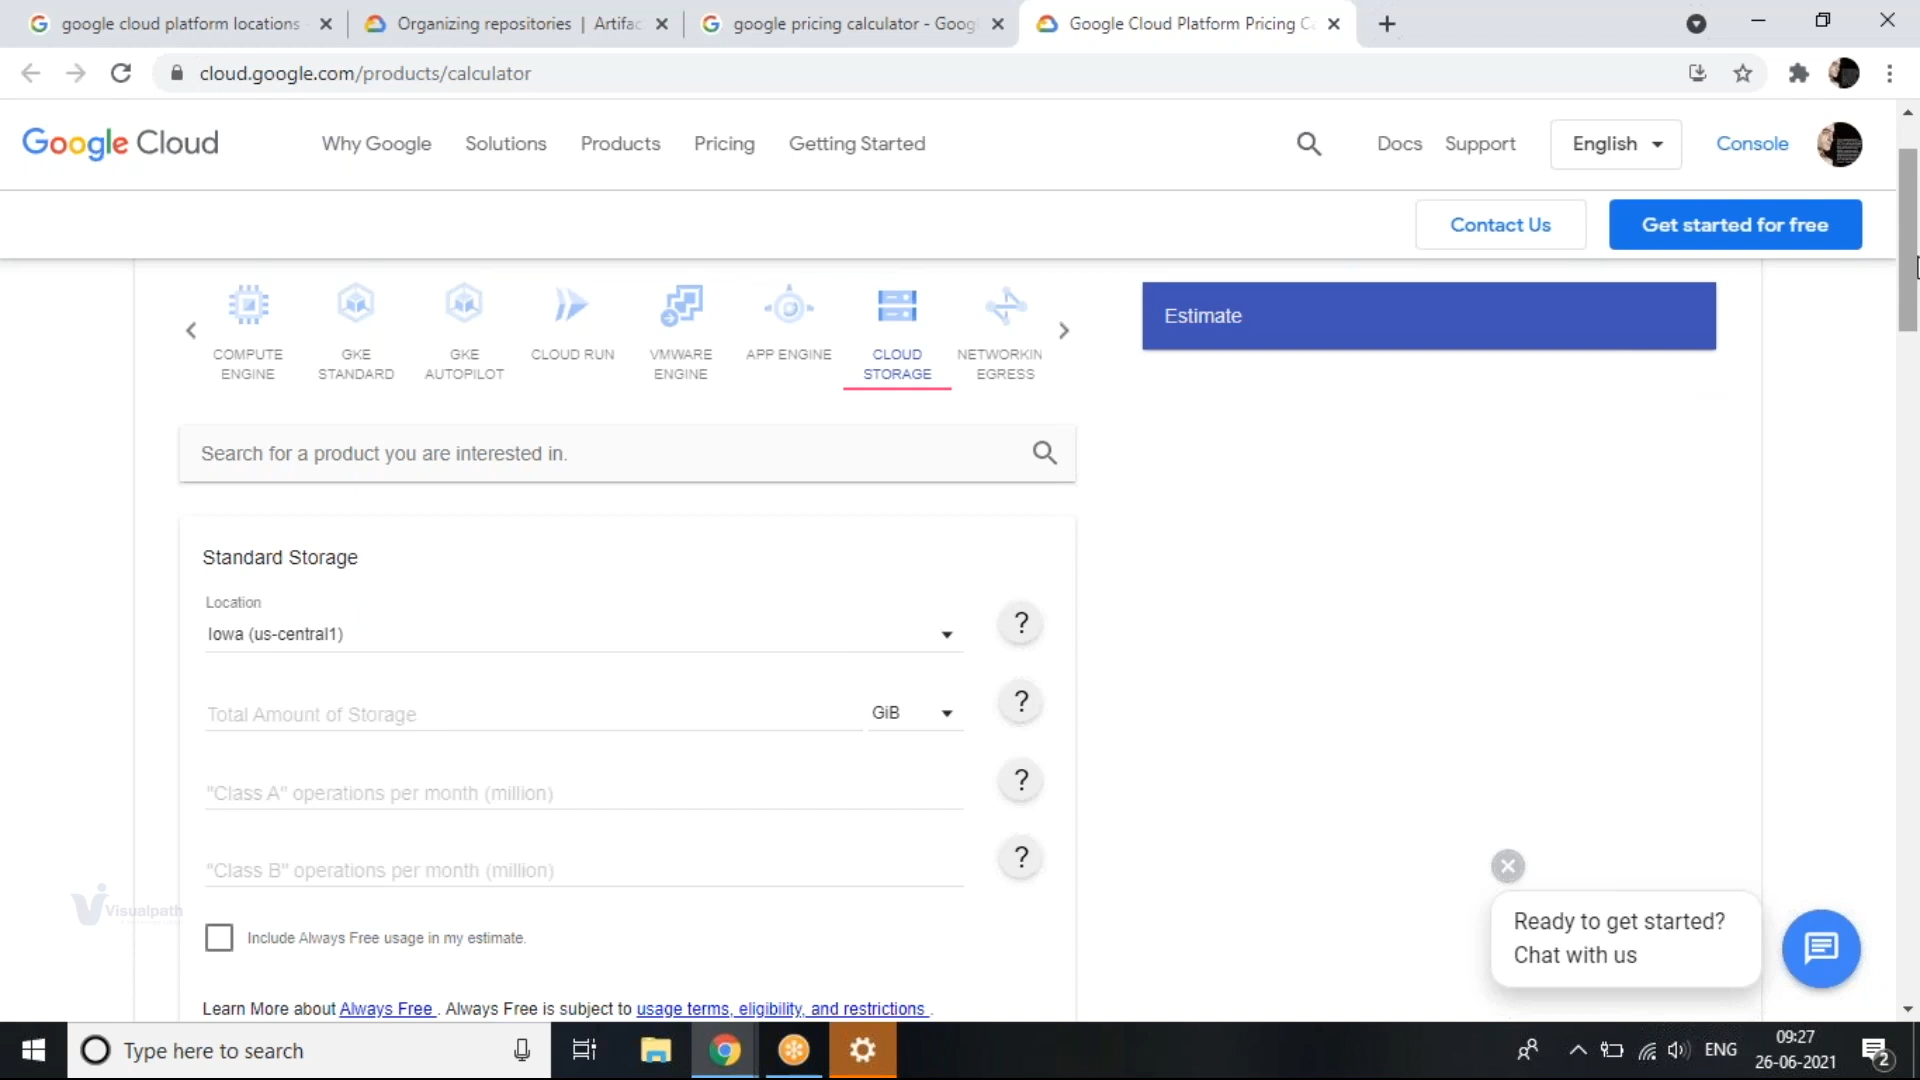 google cloud platform locations
Organizing repositories | Artifac
google pricing calculator - Goog
Google Cloud Platform Pricing Ca
cloud.google.com/products/calculator
Google Cloud
Why Google
Solutions
Products
Pricing
Getting Started
Docs
Support
English
Console
Contact Us
Get started for free
COMPUTE
ENGINE
GKE
STANDARD
GKE
AUTOPILOT
CLOUD RUN
VMWARE
ENGINE
APP ENGINE
CLOUD
STORAGE
NETWORKIN
EGRESS
Estimate
Search for a product you are interested in.
Standard Storage
Location
Iowa (us-central1)
?
Total Amount of Storage
GiB
?
"Class A" operations per month (million)
?
"Class B" operations per month (million)
?
Visualpath
Include Always Free usage in my estimate.
Learn More about Always Free . Always Free is subject to usage terms, eligibility, and restrictions .
Ready to get started?
Chat with us
Type here to search
ENG
09:27
26-06-2021
2